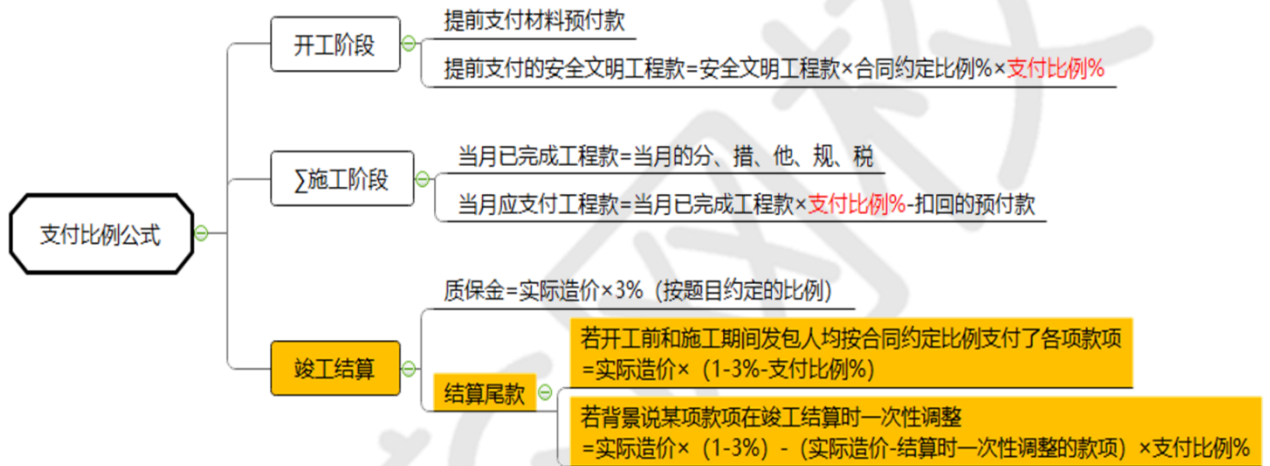 支付比例公式
开工阶段
提前支付材料预付款
提前支付的安全文明工程款=安全文明工程款×合同约定比例%×支付比例%
∑施工阶段
当月已完成工程款=当月的分、措、他、规、税
当月应支付工程款=当月已完成工程款×支付比例%-扣回的预付款
竣工结算
质保金=实际造价×3%（按题目约定的比例）
结算尾款
若开工前和施工期间发包人均按合同约定比例支付了各项款项
=实际造价×（1-3%-支付比例%）
若背景说某项款项在竣工结算时一次性调整
=实际造价×（1-3%）-（实际造价-结算时一次性调整的款项）×支付比例%